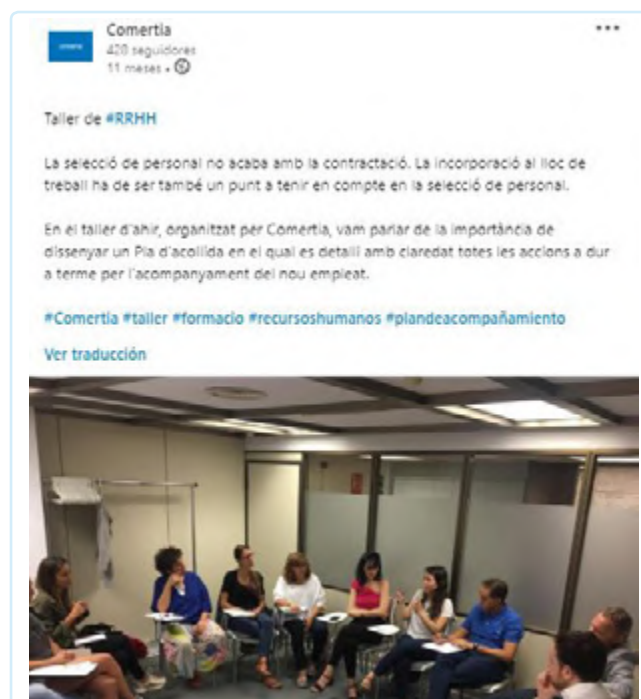 Comertia
428 seguidores
11 meses •
Taller de #RRHH
La selecció de personal no acaba amb la contractació. La incorporació al lloc de
treball ha de ser també un punt a tenir en compte en la selecció de personal.
En el taller d'ahir, organitzat per Comertia, vam parlar de la importància de
dissenyar un Pla d'acollida en el qual es detalli amb claredat totes les accions a dur
a terme per l'acompanyament del nou empleat.
#Comertia #taller #formacio #recursoshumanos #plandeacompañamiento
Ver traducción